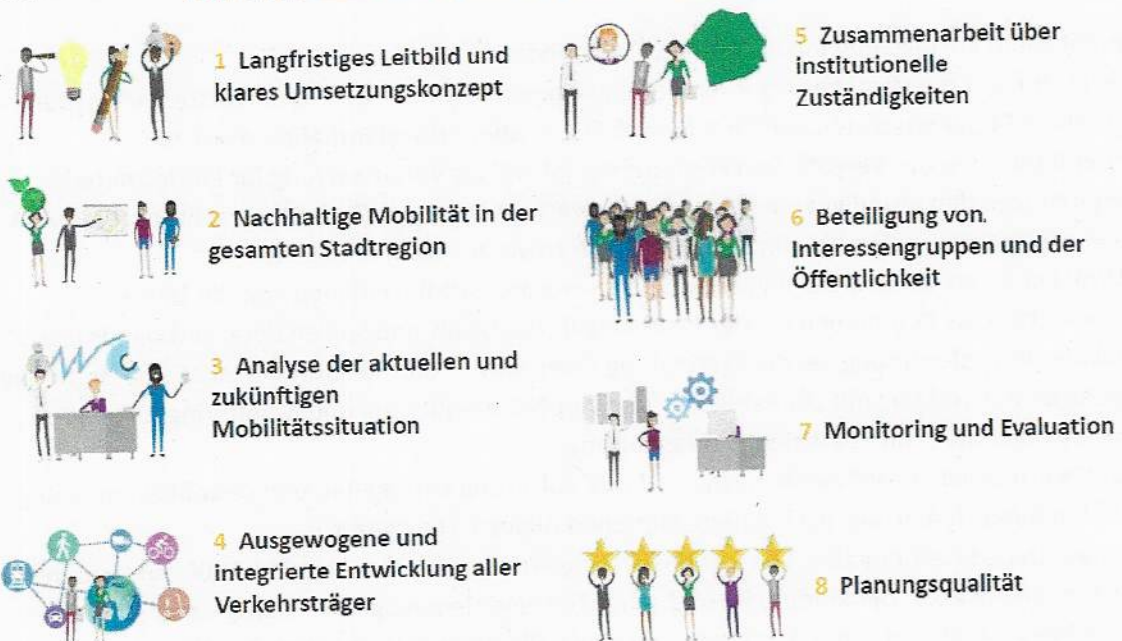 1 Langfristiges Leitbild und
klares Umsetzungskonzept
2 Nachhaltige Mobilität in der
gesamten Stadtregion
3 Analyse der aktuellen und
zukünftigen
Mobilitätssituation
4 Ausgewogene und
integrierte Entwicklung aller
Verkehrsträger
5 Zusammenarbeit über
institutionelle
Zuständigkeiten
6 Beteiligung von.
Interessengruppen und der
Öffentlichkeit
7 Monitoring und Evaluation
8 Planungsqualität